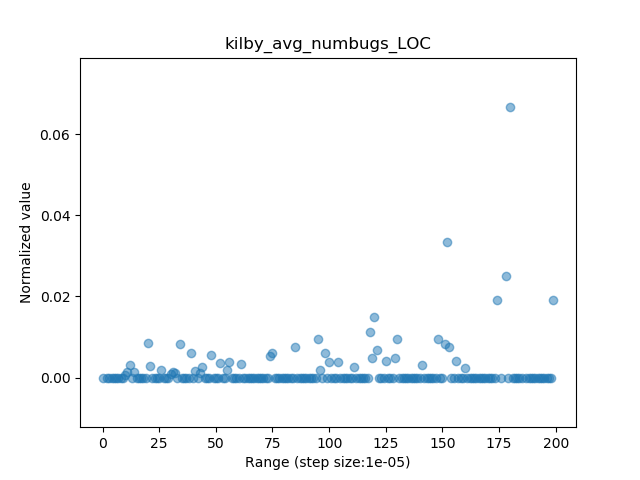 kilby_avg_numbugs_LOC
Normalized value
0.06
0.04
0.02
0.00
0 25 50 75 100 125 150 175 200
Range (step size:1e-05)